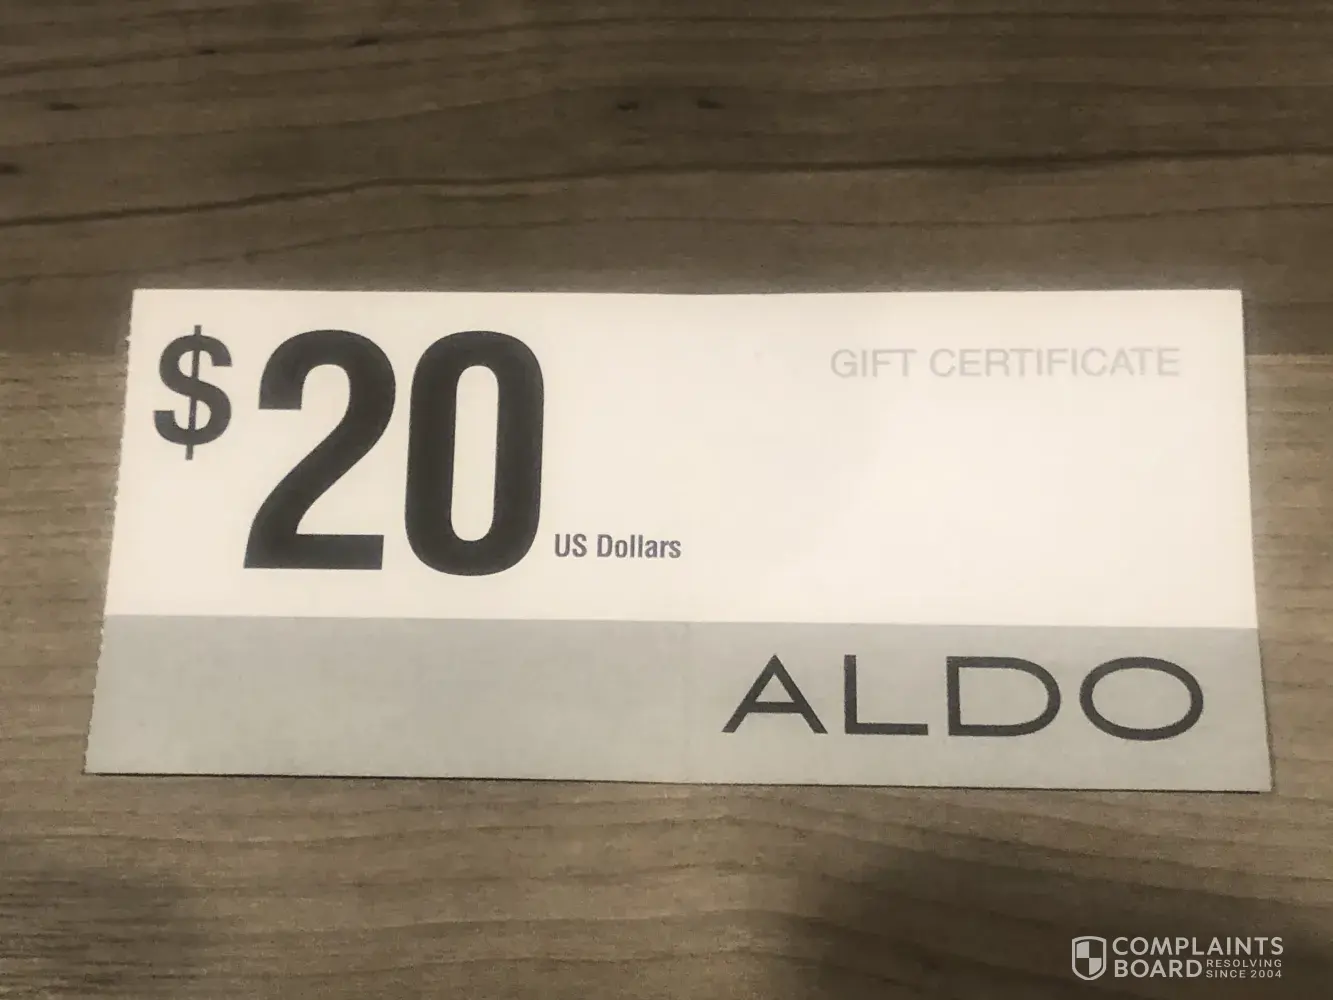 $20 US Dollars
GIFT CERTIFICATE
ALDO
COMPLAINTS
BOARD RESOLVING
SINCE 2004